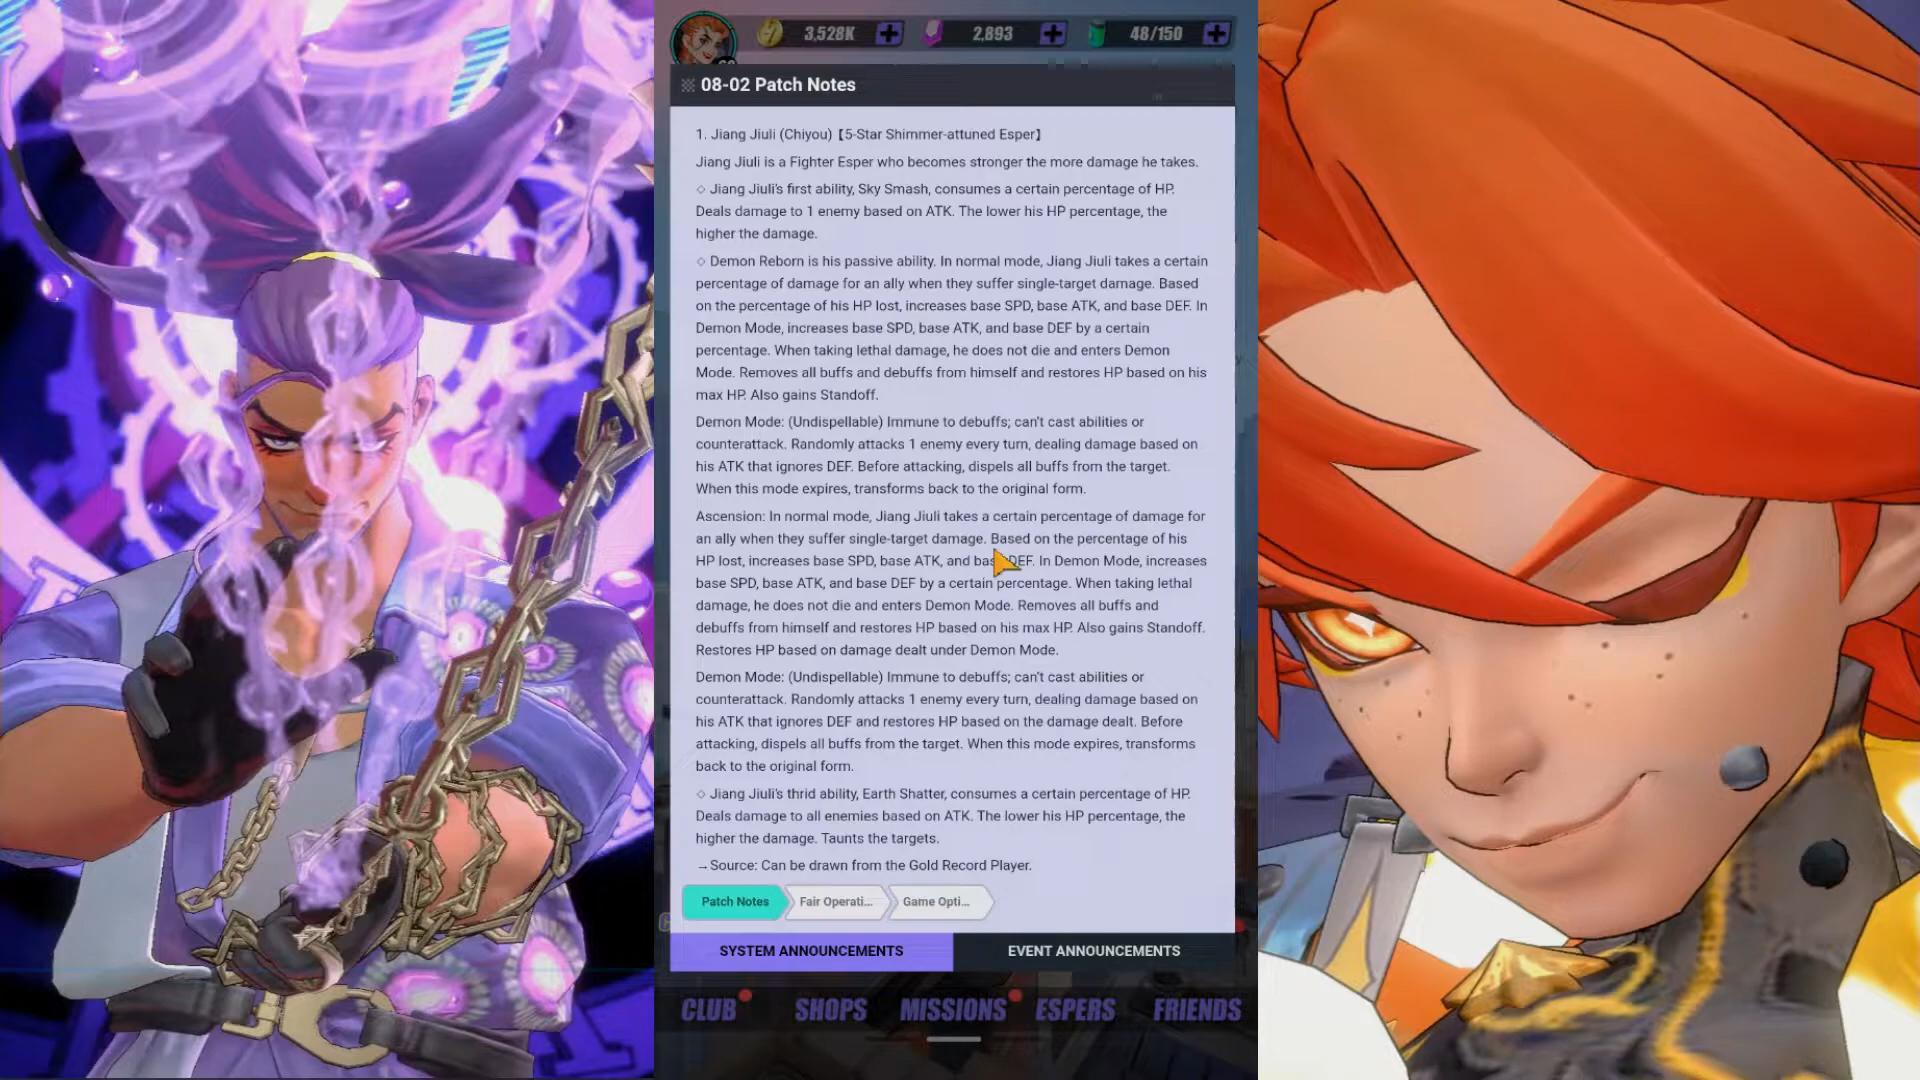 3,528K
2,893
48/150
08-02 Patch Notes
1. Jiang Jiuli (Chiyou)【5-Star Shimmer-attuned Esper】
Jiang Jiuli is a Fighter Esper who becomes stronger the more damage he takes.
◇ Jiang Jiuli's first ability, Sky Smash, consumes a certain percentage of HP.
Deals damage to 1 enemy based on ATK. The lower his HP percentage, the
higher the damage.
◇ Demon Reborn is his passive ability. In normal mode, Jiang Jiuli takes a certain
percentage of damage for an ally when they suffer single-target damage. Based
on the percentage of his HP lost, increases base SPD, base ATK, and base DEF. In
Demon Mode, increases base SPD, base ATK, and base DEF by a certain
percentage. When taking lethal damage, he does not die and enters Demon
Mode. Removes all buffs and debuffs from himself and restores HP based on his
max HP. Also gains Standoff.
Demon Mode: (Undispellable) Immune to debuffs; can't cast abilities or
counterattack. Randomly attacks 1 enemy every turn, dealing damage based on
his ATK that ignores DEF. Before attacking, dispels all buffs from the target.
When this mode expires, transforms back to the original form.
Ascension: In normal mode, Jiang Jiuli takes a certain percentage of damage for
an ally when they suffer single-target damage. Based on the percentage of his
HP lost, increases base SPD, base ATK, and base DEF. In Demon Mode, increases
base SPD, base ATK, and base DEF by a certain percentage. When taking lethal
damage, he does not die and enters Demon Mode. Removes all buffs and
debuffs from himself and restores HP based on his max HP. Also gains Standoff.
Restores HP based on damage dealt under Demon Mode.
Demon Mode: (Undispellable) Immune to debuffs; can't cast abilities or
counterattack. Randomly attacks 1 enemy every turn, dealing damage based on
his ATK that ignores DEF and restores HP based on the damage dealt. Before
attacking, dispels all buffs from the target. When this mode expires, transforms
back to the original form.
◇ Jiang Jiuli's thrid ability, Earth Shatter, consumes a certain percentage of HP.
Deals damage to all enemies based on ATK. The lower his HP percentage, the
higher the damage. Taunts the targets.
→Source: Can be drawn from the Gold Record Player.
Patch Notes
Fair Operati...
Game Opti...
SYSTEM ANNOUNCEMENTS
EVENT ANNOUNCEMENTS
CLUB
SHOPS
MISSIONS
ESPERS
FRIENDS